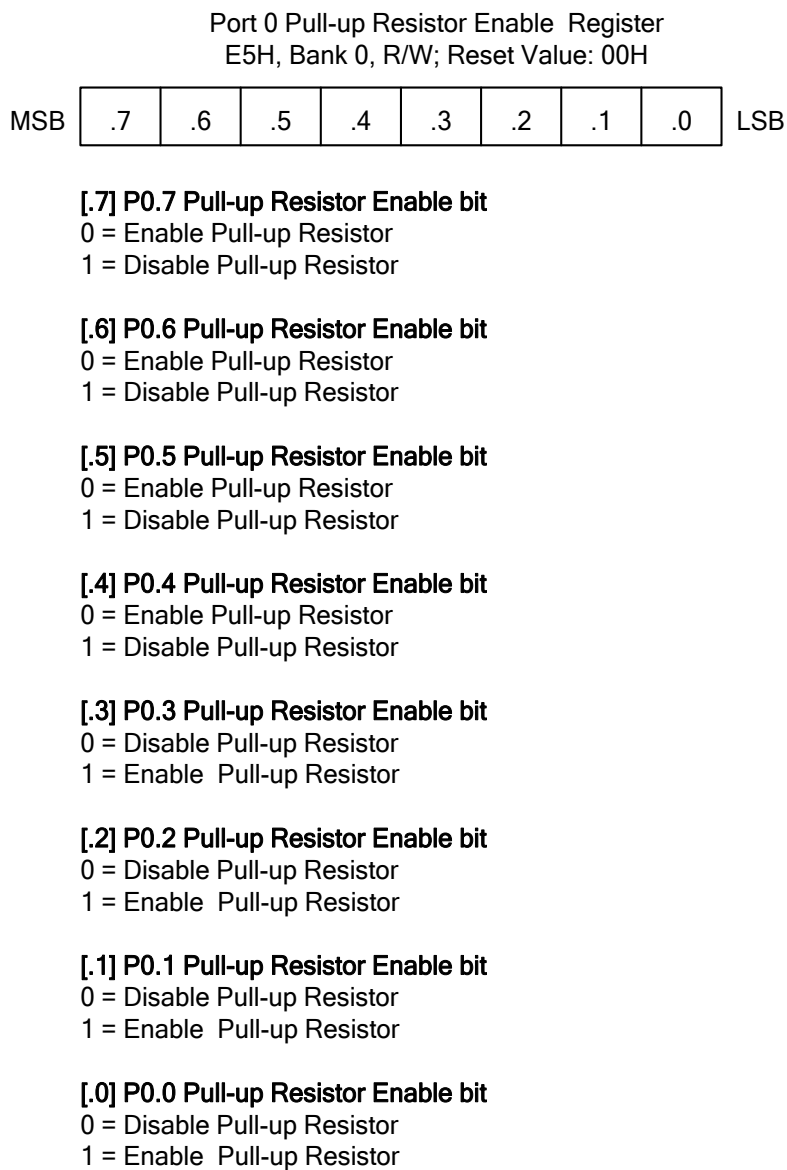 Port 0 Pull-up Resistor Enable  Register
E5H, Bank 0, R/W; Reset Value: 00H
MSB .7 .6 .5 .4 .3 .2 .1 .0 LSB
[.7] P0.7 Pull-up Resistor Enable bit
0 = Enable Pull-up Resistor
1 = Disable Pull-up Resistor
[.6] P0.6 Pull-up Resistor Enable bit
0 = Enable Pull-up Resistor
1 = Disable Pull-up Resistor
[.5] P0.5 Pull-up Resistor Enable bit
0 = Enable Pull-up Resistor
1 = Disable Pull-up Resistor
[.4] P0.4 Pull-up Resistor Enable bit
0 = Enable Pull-up Resistor
1 = Disable Pull-up Resistor
[.3] P0.3 Pull-up Resistor Enable bit
0 = Disable Pull-up Resistor
1 = Enable  Pull-up Resistor
[.2] P0.2 Pull-up Resistor Enable bit
0 = Disable Pull-up Resistor
1 = Enable  Pull-up Resistor
[.1] P0.1 Pull-up Resistor Enable bit
0 = Disable Pull-up Resistor
1 = Enable  Pull-up Resistor
[.0] P0.0 Pull-up Resistor Enable bit
0 = Disable Pull-up Resistor
1 = Enable  Pull-up Resistor